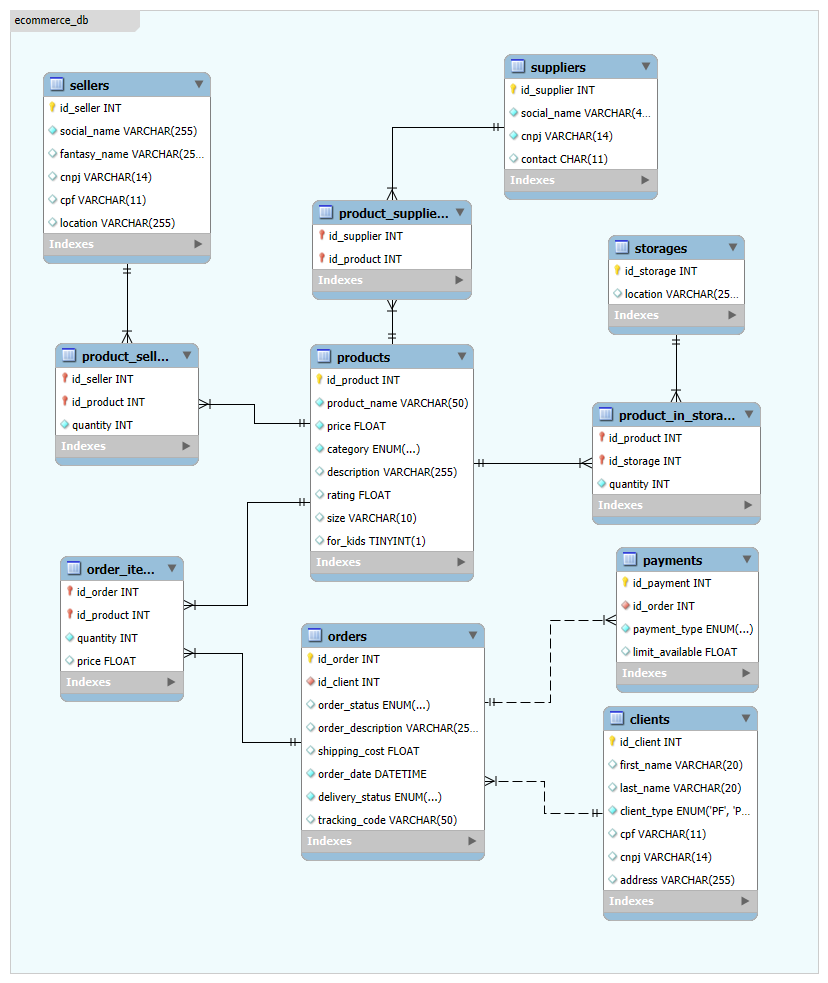 ecommerce_db
sellers
id_seller INT
social_name VARCHAR(255)
fantasy_name VARCHAR(25...
cnpj VARCHAR(14)
cpf VARCHAR(11)
location VARCHAR(255)
Indexes
suppliers
id_supplier INT
social_name VARCHAR(4...
cnpj VARCHAR(14)
contact CHAR(11)
Indexes
product_supplie...
id_supplier INT
id_product INT
Indexes
storages
id_storage INT
location VARCHAR(25...
Indexes
product_sell...
id_seller INT
id_product INT
quantity INT
Indexes
products
id_product INT
product_name VARCHAR(50)
price FLOAT
category ENUM(...)
description VARCHAR(255)
rating FLOAT
size VARCHAR(10)
for_kids TINYINT(1)
Indexes
product_in_stora...
id_product INT
id_storage INT
quantity INT
Indexes
order_ite...
id_order INT
id_product INT
quantity INT
price FLOAT
Indexes
orders
id_order INT
id_client INT
order_status ENUM(...)
order_description VARCHAR(25...
shipping_cost FLOAT
order_date DATETIME
delivery_status ENUM(...)
tracking_code VARCHAR(50)
Indexes
payments
id_payment INT
id_order INT
payment_type ENUM(...)
limit_available FLOAT
Indexes
clients
id_client INT
first_name VARCHAR(20)
last_name VARCHAR(20)
client_type ENUM('PF', 'P...
cpf VARCHAR(11)
cnpj VARCHAR(14)
address VARCHAR(255)
Indexes